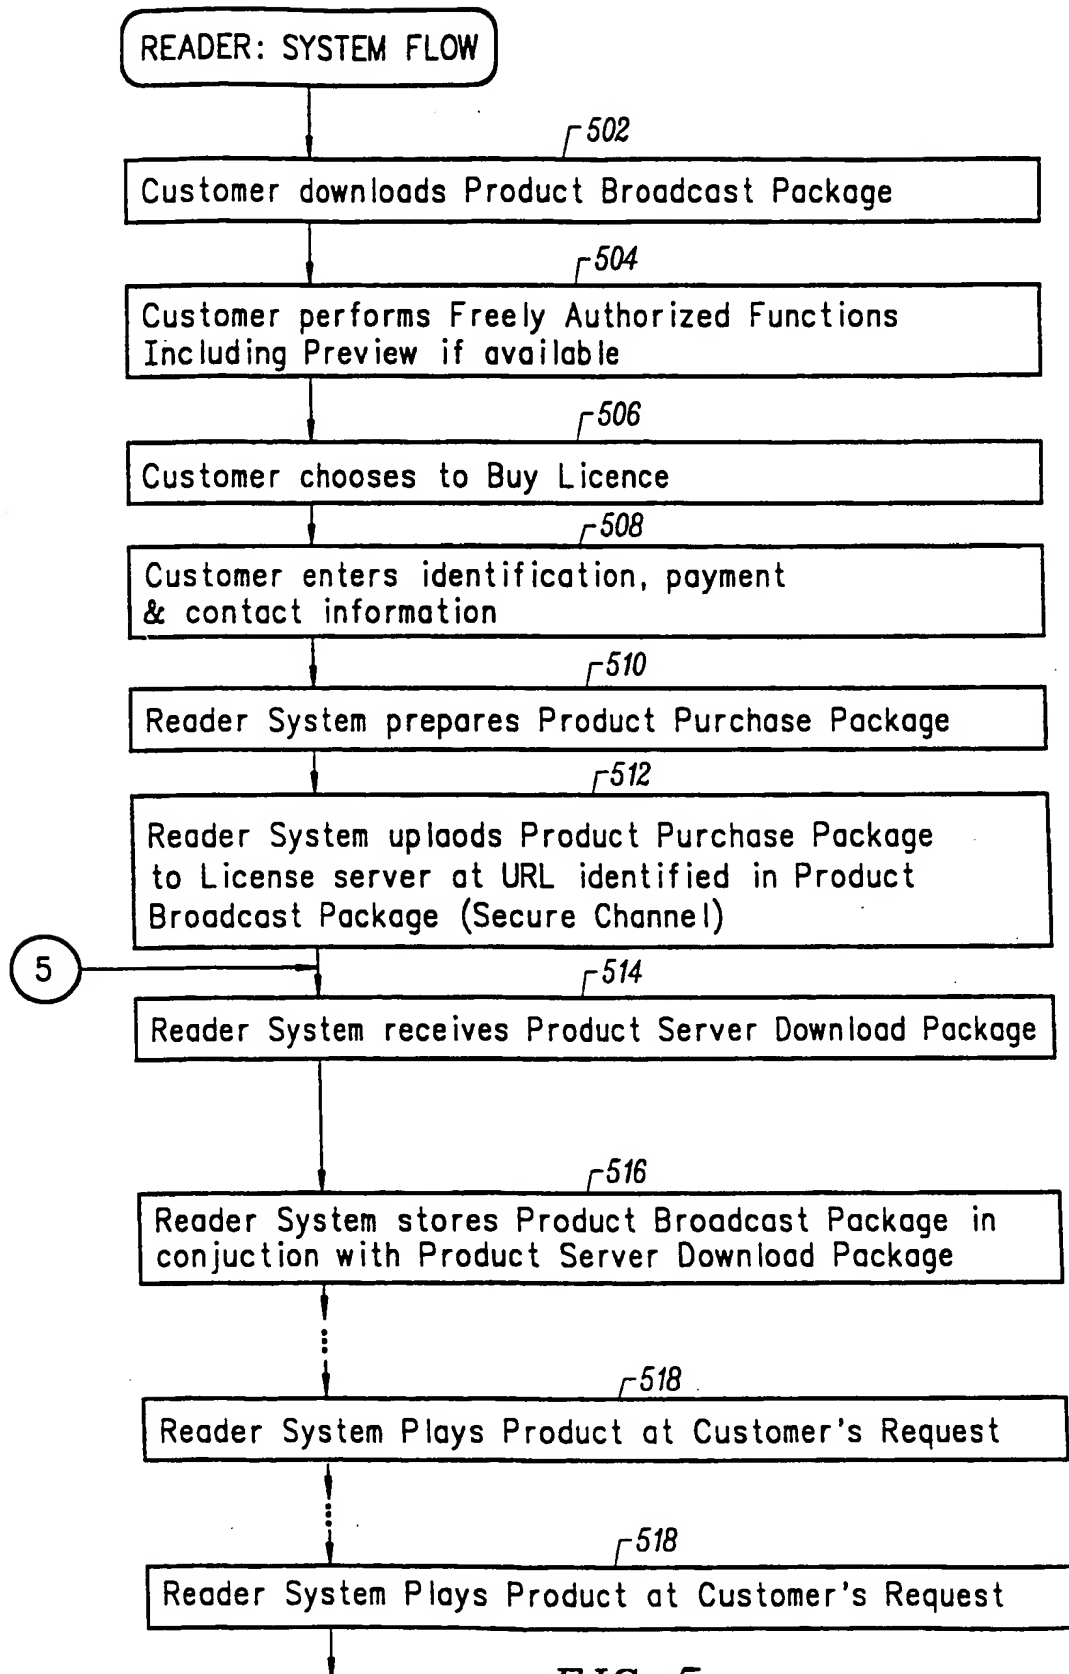 READER: SYSTEM FLOW
502
Customer downloads Product Broadcast Package
504
Customer performs Freely Authorized Functions
Including Preview if available
506
Customer chooses to Buy Licence
508
Customer enters identification, payment
& contact information
510
Reader System prepares Product Purchase Package
512
Reader System uplaods Product Purchase Package
to License server at URL identified in Product
Broadcast Package (Secure Channel)
5
514
Reader System receives Product Server Download Package
516
Reader System stores Product Broadcast Package in
conjuction with Product Server Download Package
518
Reader System Plays Product at Customer's Request
518
Reader System Plays Product at Customer's Request